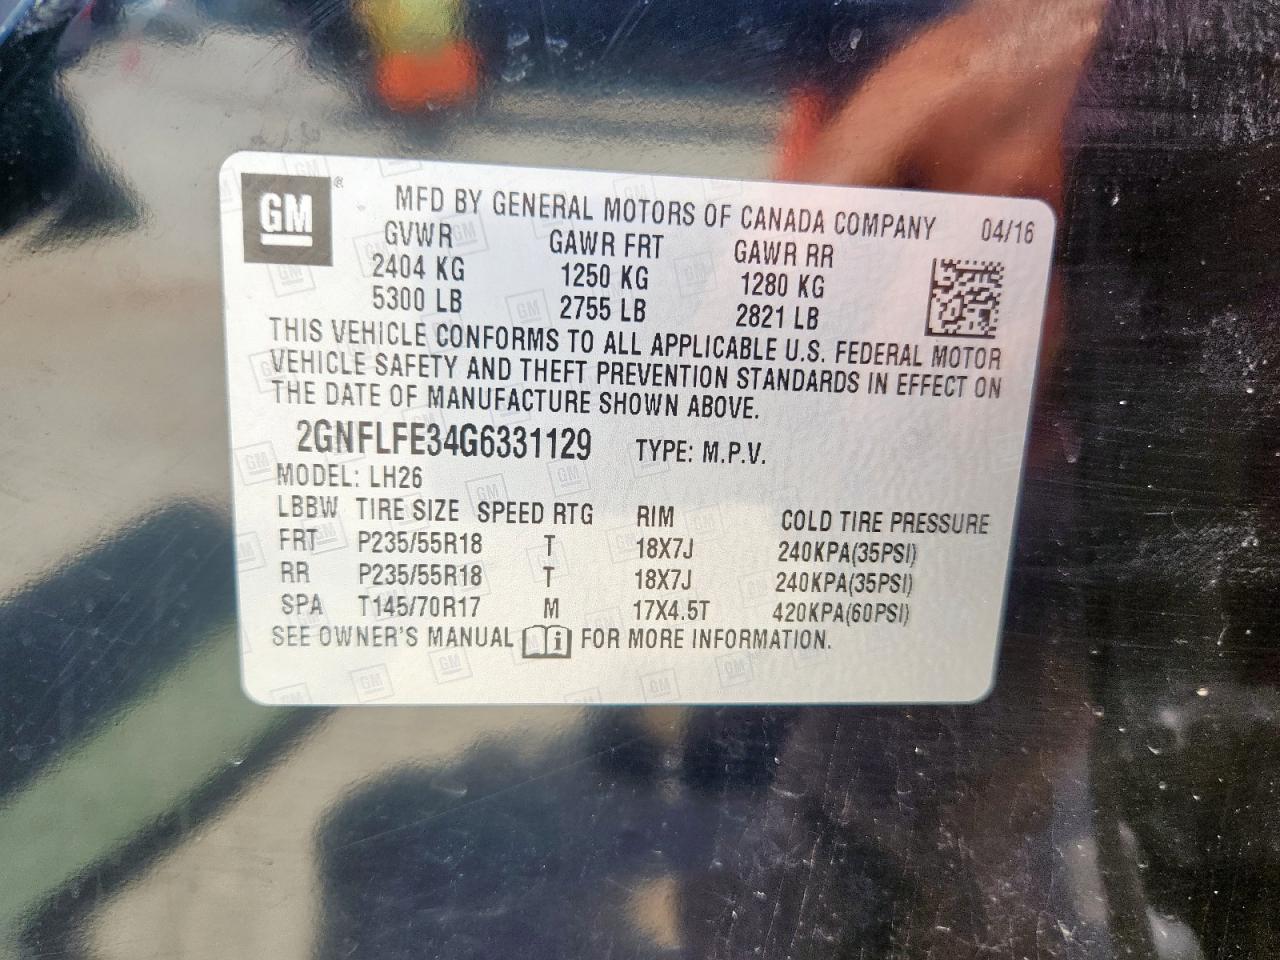 GM®
MFD BY GENERAL MOTORS OF CANADA COMPANY 04/16
GVWR GAWR FRT GAWR RR
2404 KG 1250 KG 1280 KG
5300 LB 2755 LB 2821 LB
THIS VEHICLE CONFORMS TO ALL APPLICABLE U.S. FEDERAL MOTOR
VEHICLE SAFETY AND THEFT PREVENTION STANDARDS IN EFFECT ON
THE DATE OF MANUFACTURE SHOWN ABOVE.
2GNFLFE34G6331129 TYPE: M.P.V.
MODEL: LH26
LBBW TIRE SIZE SPEED RTG RIM COLD TIRE PRESSURE
FRT P235/55R18 T 18X7J 240KPA(35PSI)
RR P235/55R18 T 18X7J 240KPA(35PSI)
SPA T145/70R17 M 17X4.5T 420KPA(60PSI)
SEE OWNER'S MANUAL i FOR MORE INFORMATION.